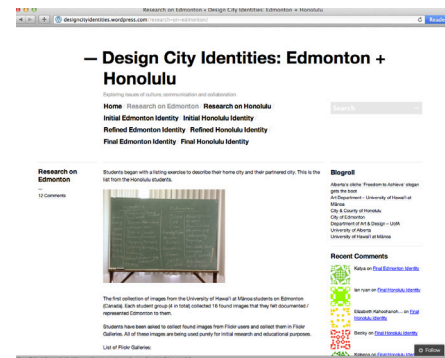 Research on Edmonton « Design City Identities: Edmonton + Honolulu
designcityidentities.wordpress.com/research-on-edmonton/
Reader
— Design City Identities: Edmonton +
Honolulu
Exploring issues of culture, communication and collaboration
Home Research on Edmonton Research on Honolulu
Initial Edmonton Identity Initial Honolulu Identity
Refined Edmonton Identity Refined Honolulu Identity
Final Edmonton Identity Final Honolulu Identity
Search
Research on
Edmonton
—
12 Comments
Students began with a listing exercise to describe their home city and their partnered city. This is the
list from the Honolulu students.
The first collection of images from the University of Hawai'i at Mānoa students on Edmonton
(Canada). Each student group (4 in total) collected 16 found images that they felt documented /
represented Edmonton to them.
Students have been asked to collect found images from Flickr users and collect them in Flickr
Galleries. All of these images are being used purely for initial research and educational purposes.
List of Flickr Galleries:
Blogroll
Alberta's cliche 'Freedom to Achieve' slogan
gets the boot
Art Department – University of Hawai'i at
Mānoa
City & County of Honolulu
City of Edmonton
Department of Art & Design – UofA
University of Alberta
University of Hawai'i at Mānoa
Recent Comments
Katya on Final Edmonton Identity
ian ryan on Final Honolulu Identity
Elizabeth Kahoohanoh… on Final
Honolulu Identity
Becky on Final Honolulu Identity
on Final Honolulu Identity
Follow